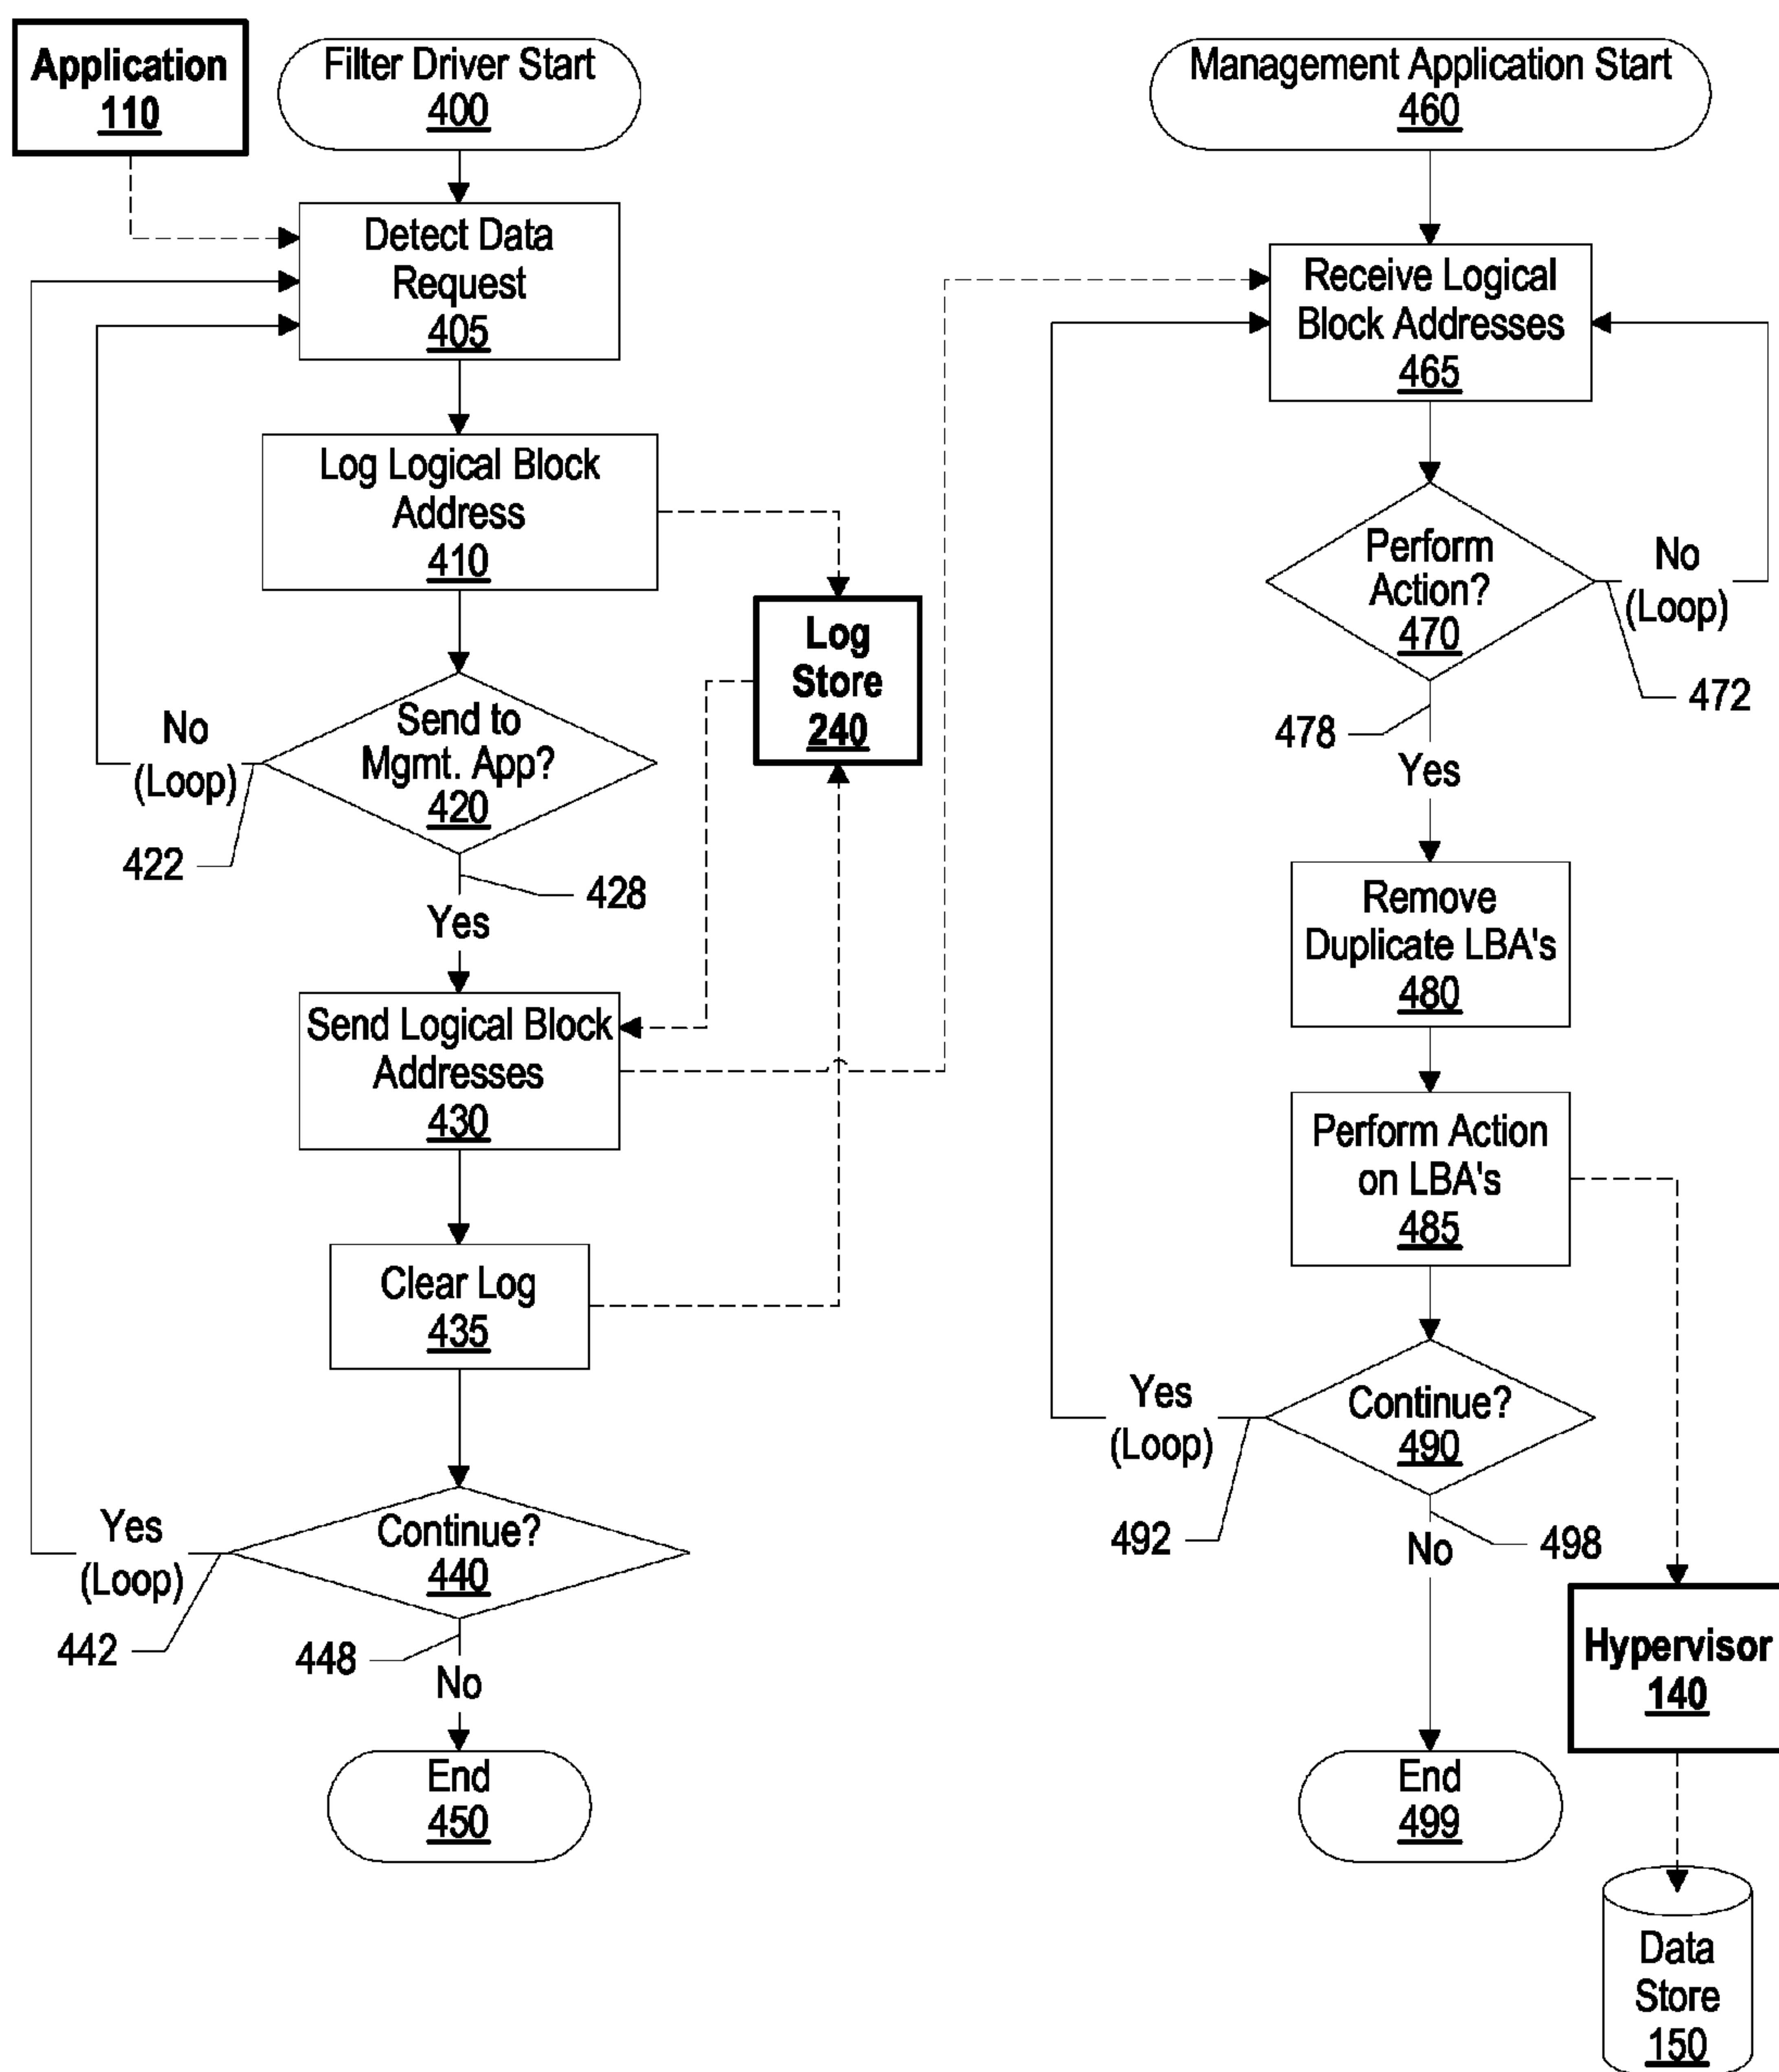 Application
110
Filter Driver Start
400
Detect Data
Request
405
Log Logical Block
Address
410
Log
Store
240
Send to
Mgmt. App?
420
No
(Loop)
422
428
Yes
Send Logical Block
Addresses
430
Clear Log
435
Continue?
440
Yes
(Loop)
442
448
No
End
450
Management Application Start
460
Receive Logical
Block Addresses
465
Perform
Action?
470
No
(Loop)
472
478
Yes
Remove
Duplicate LBA's
480
Perform Action
on LBA's
485
Continue?
490
Yes
(Loop)
492
498
No
End
499
Hypervisor
140
Data
Store
150